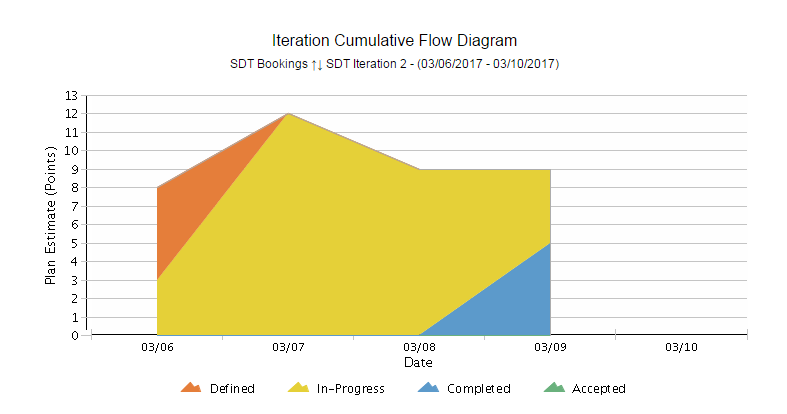 Iteration Cumulative Flow Diagram
SDT Bookings ↑↓ SDT Iteration 2 - (03/06/2017 - 03/10/2017)
Plan Estimate (Points)
13
12
11
10
9
8
7
6
5
4
3
2
1
0
03/06 03/07 03/08 03/09 03/10
Date
Defined In-Progress Completed Accepted